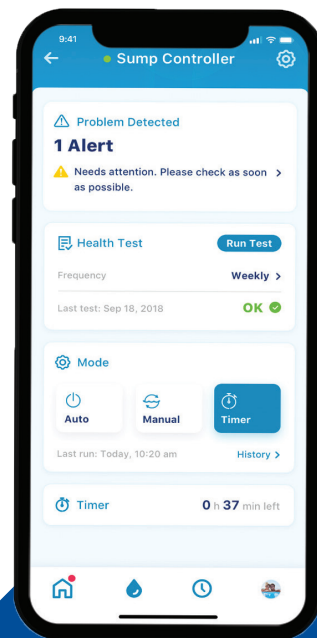 9:41
Sump Controller
Problem Detected
1 Alert
Needs attention. Please check as soon
as possible.
Health Test
Run Test
Frequency
Weekly
Last test: Sep 18, 2018
OK
Mode
Auto
Manual
Timer
Last run: Today, 10:20 am
History
Timer
0 h 37 min left